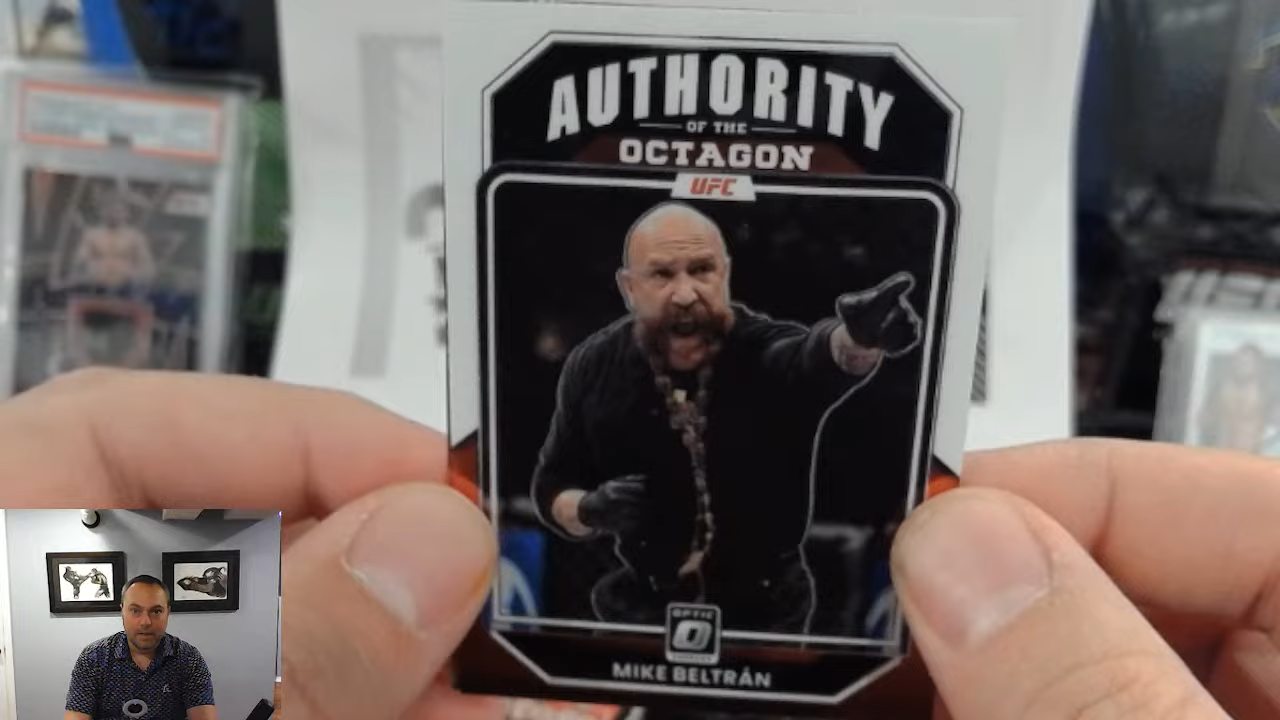 AUTHORITY
OF THE
OCTAGON
UFC
OPTIC
MIKE BELTRÁN